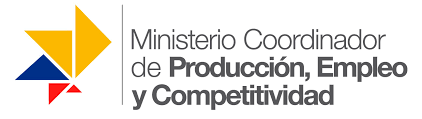 Ministerio Coordinador
de Producción, Empleo
y Competitividad